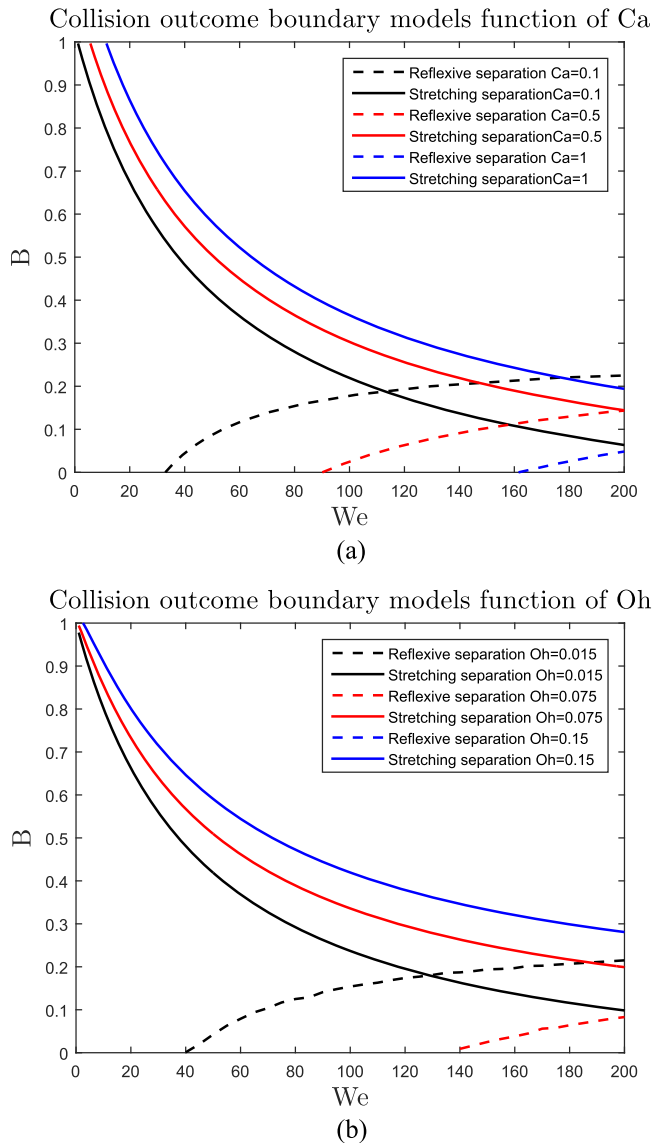 Collision outcome boundary models function of Ca
1
0.9
0.8
0.7
0.6
0.5
0.4
0.3
0.2
0.1
0
B
Reflexive separation Ca=0.1
Stretching separationCa=0.1
Reflexive separation Ca=0.5
Stretching separationCa=0.5
Reflexive separation Ca=1
Stretching separationCa=1
0 20 40 60 80 100 120 140 160 180 200
We
(a)
Collision outcome boundary models function of Oh
1
0.9
0.8
0.7
0.6
0.5
0.4
0.3
0.2
0.1
0
B
Reflexive separation Oh=0.015
Stretching separation Oh=0.015
Reflexive separation Oh=0.075
Stretching separation Oh=0.075
Reflexive separation Oh=0.15
Stretching separation Oh=0.15
0 20 40 60 80 100 120 140 160 180 200
We
(b)